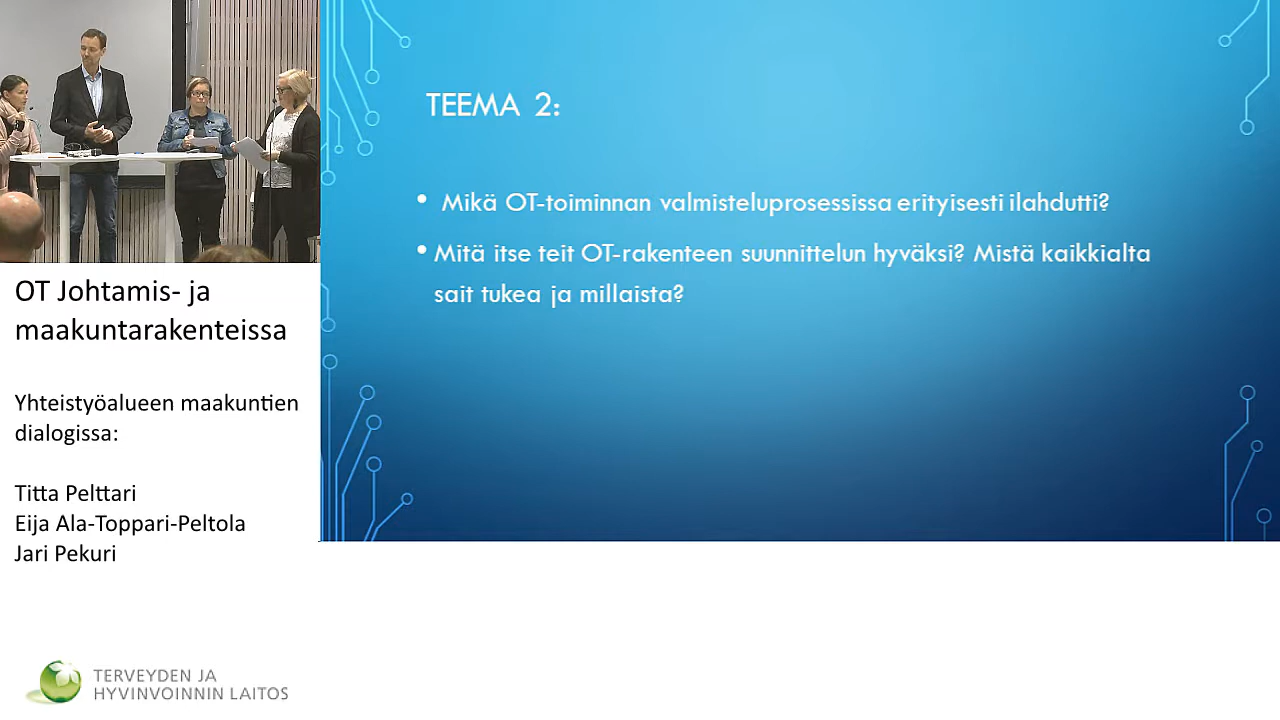 OT Johtamis- ja
maakuntarakenteissa
Yhteistyöalueen maakuntien
dialogissa:
Titta Pelttari
Eija Ala-Toppari-Peltola
Jari Pekuri
TERVEYDEN JA
HYVINVOINNIN LAITOS
TEEMA 2:
• Mikä OT-toiminnan valmisteluprosessissa erityisesti ilahdutti?
• Mitä itse teit OT-rakenteen suunnittelun hyväksi? Mistä kaikkialta
sait tukea ja millaista?